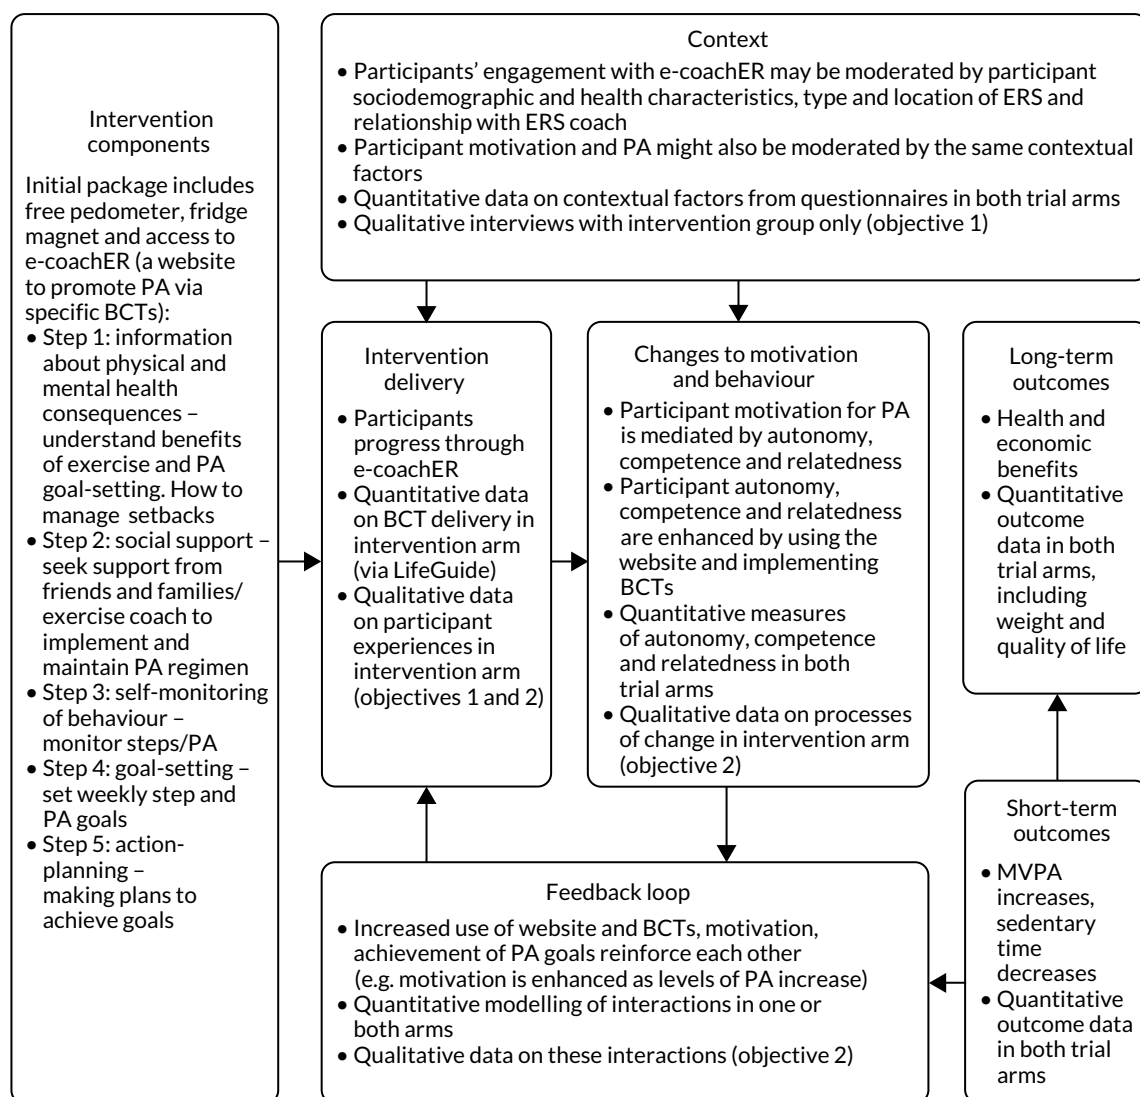 Intervention
components
Initial package includes
free pedometer, fridge
magnet and access to
e-coachER (a website
to promote PA via
specific BCTs):
• Step 1: information
about physical and
mental health
consequences –
understand benefits
of exercise and PA
goal-setting. How to
manage setbacks
• Step 2: social support –
seek support from
friends and families/
exercise coach to
implement and
maintain PA regimen
• Step 3: self-monitoring
of behaviour –
monitor steps/PA
• Step 4: goal-setting –
set weekly step and
PA goals
• Step 5: action-
planning –
making plans to
achieve goals
Context
• Participants’ engagement with e-coachER may be moderated by participant
sociodemographic and health characteristics, type and location of ERS and
relationship with ERS coach
• Participant motivation and PA might also be moderated by the same contextual
factors
• Quantitative data on contextual factors from questionnaires in both trial arms
• Qualitative interviews with intervention group only (objective 1)
Intervention
delivery
• Participants
progress through
e-coachER
• Quantitative data
on BCT delivery in
intervention arm
(via LifeGuide)
• Qualitative data
on participant
experiences in
intervention arm
(objectives 1 and 2)
Changes to motivation
and behaviour
• Participant motivation for PA
is mediated by autonomy,
competence and relatedness
• Participant autonomy,
competence and relatedness
are enhanced by using the
website and implementing
BCTs
• Quantitative measures
of autonomy, competence
and relatedness in both
trial arms
• Qualitative data on processes
of change in intervention arm
(objective 2)
Long-term
outcomes
• Health and
economic
benefits
• Quantitative
outcome
data in both
trial arms,
including
weight and
quality of life
Feedback loop
• Increased use of website and BCTs, motivation,
achievement of PA goals reinforce each other
(e.g. motivation is enhanced as levels of PA increase)
• Quantitative modelling of interactions in one or
both arms
• Qualitative data on these interactions (objective 2)
Short-term
outcomes
• MVPA
increases,
sedentary
time
decreases
• Quantitative
outcome data
in both trial
arms